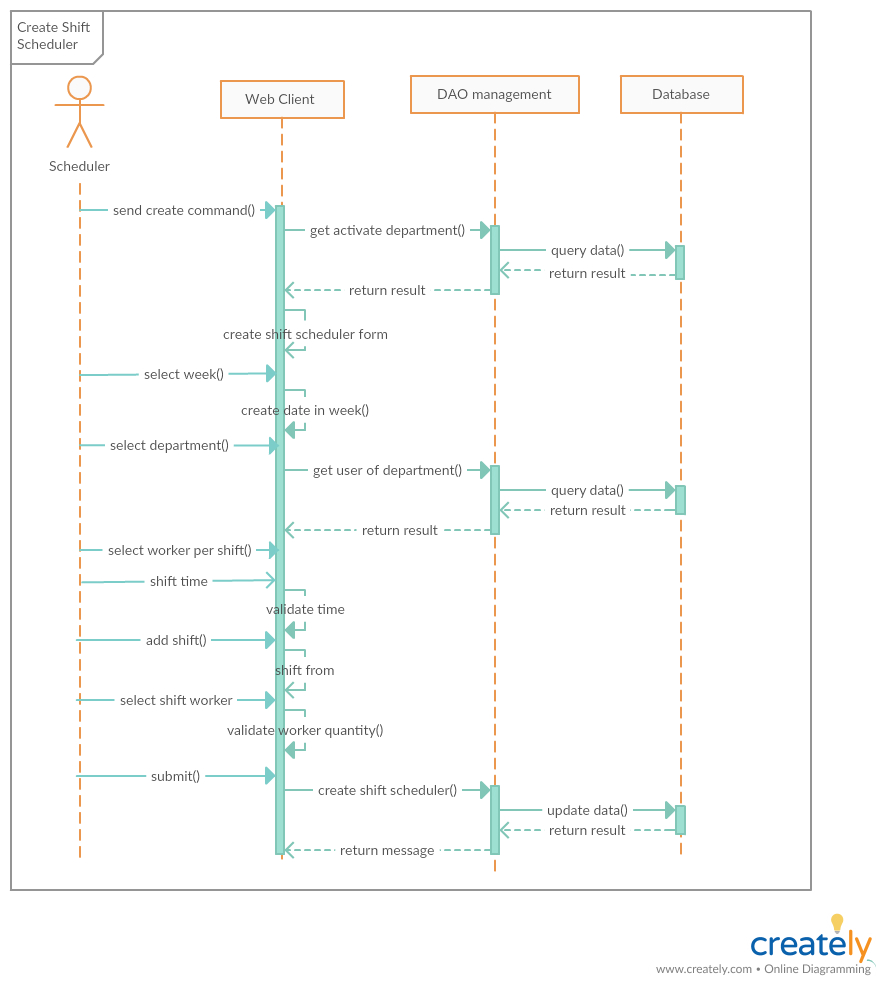 Create Shift
Scheduler
Web Client
DAO management
Database
Scheduler
send create command()
get activate department()
query data()
return result
return result
create shift scheduler form
select week()
create date in week()
select department()
get user of department()
query data()
return result
return result
select worker per shift()
shift time
validate time
add shift()
shift from
select shift worker
validate worker quantity()
submit()
create shift scheduler()
update data()
return result
return message
creately
www.creately.com • Online Diagramming